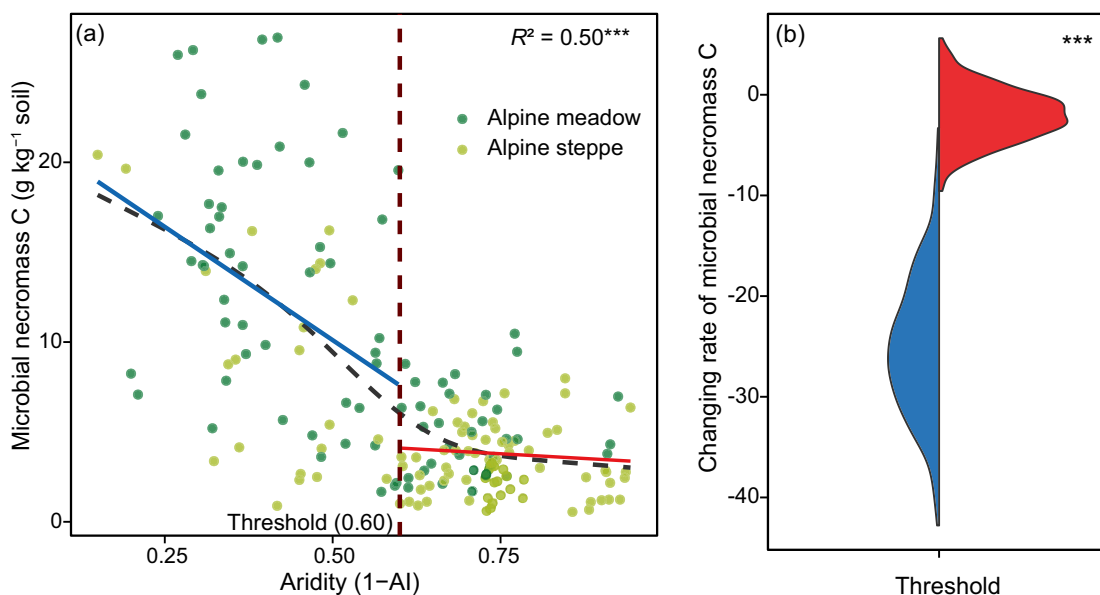 (a)
R² = 0.50***
Alpine meadow
Alpine steppe
Microbial necromass C (g kg⁻¹ soil)
20
10
0
Threshold (0.60)
0.25
0.50
0.75
Aridity (1−AI)
(b)
***
Changing rate of microbial necromass C
0
-10
-20
-30
-40
Threshold